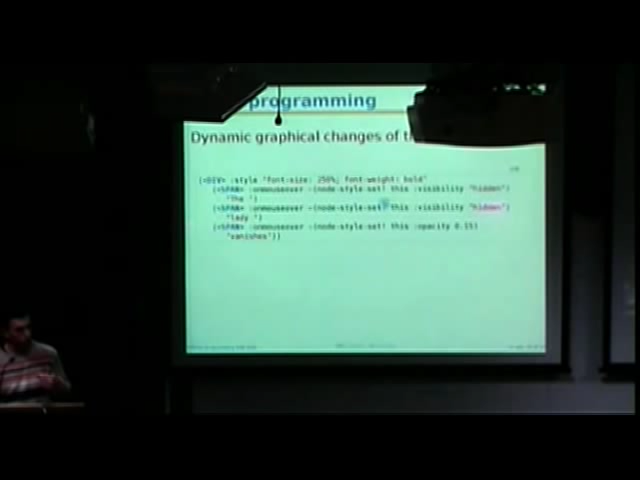 programming
Dynamic graphical changes of t
(<DIV> :style "font-size: 250%; font-weight: bold"
(<SPAN> :onmouseover ~(node-style-set! this :visibility "hidden")
"The ")
(<SPAN> :onmouseover ~(node-style-set! this :visibility "hidden")
"lazy ")
(<SPAN> :onmouseover ~(node-style-set! this :opacity 0.15)
"vanishes"))